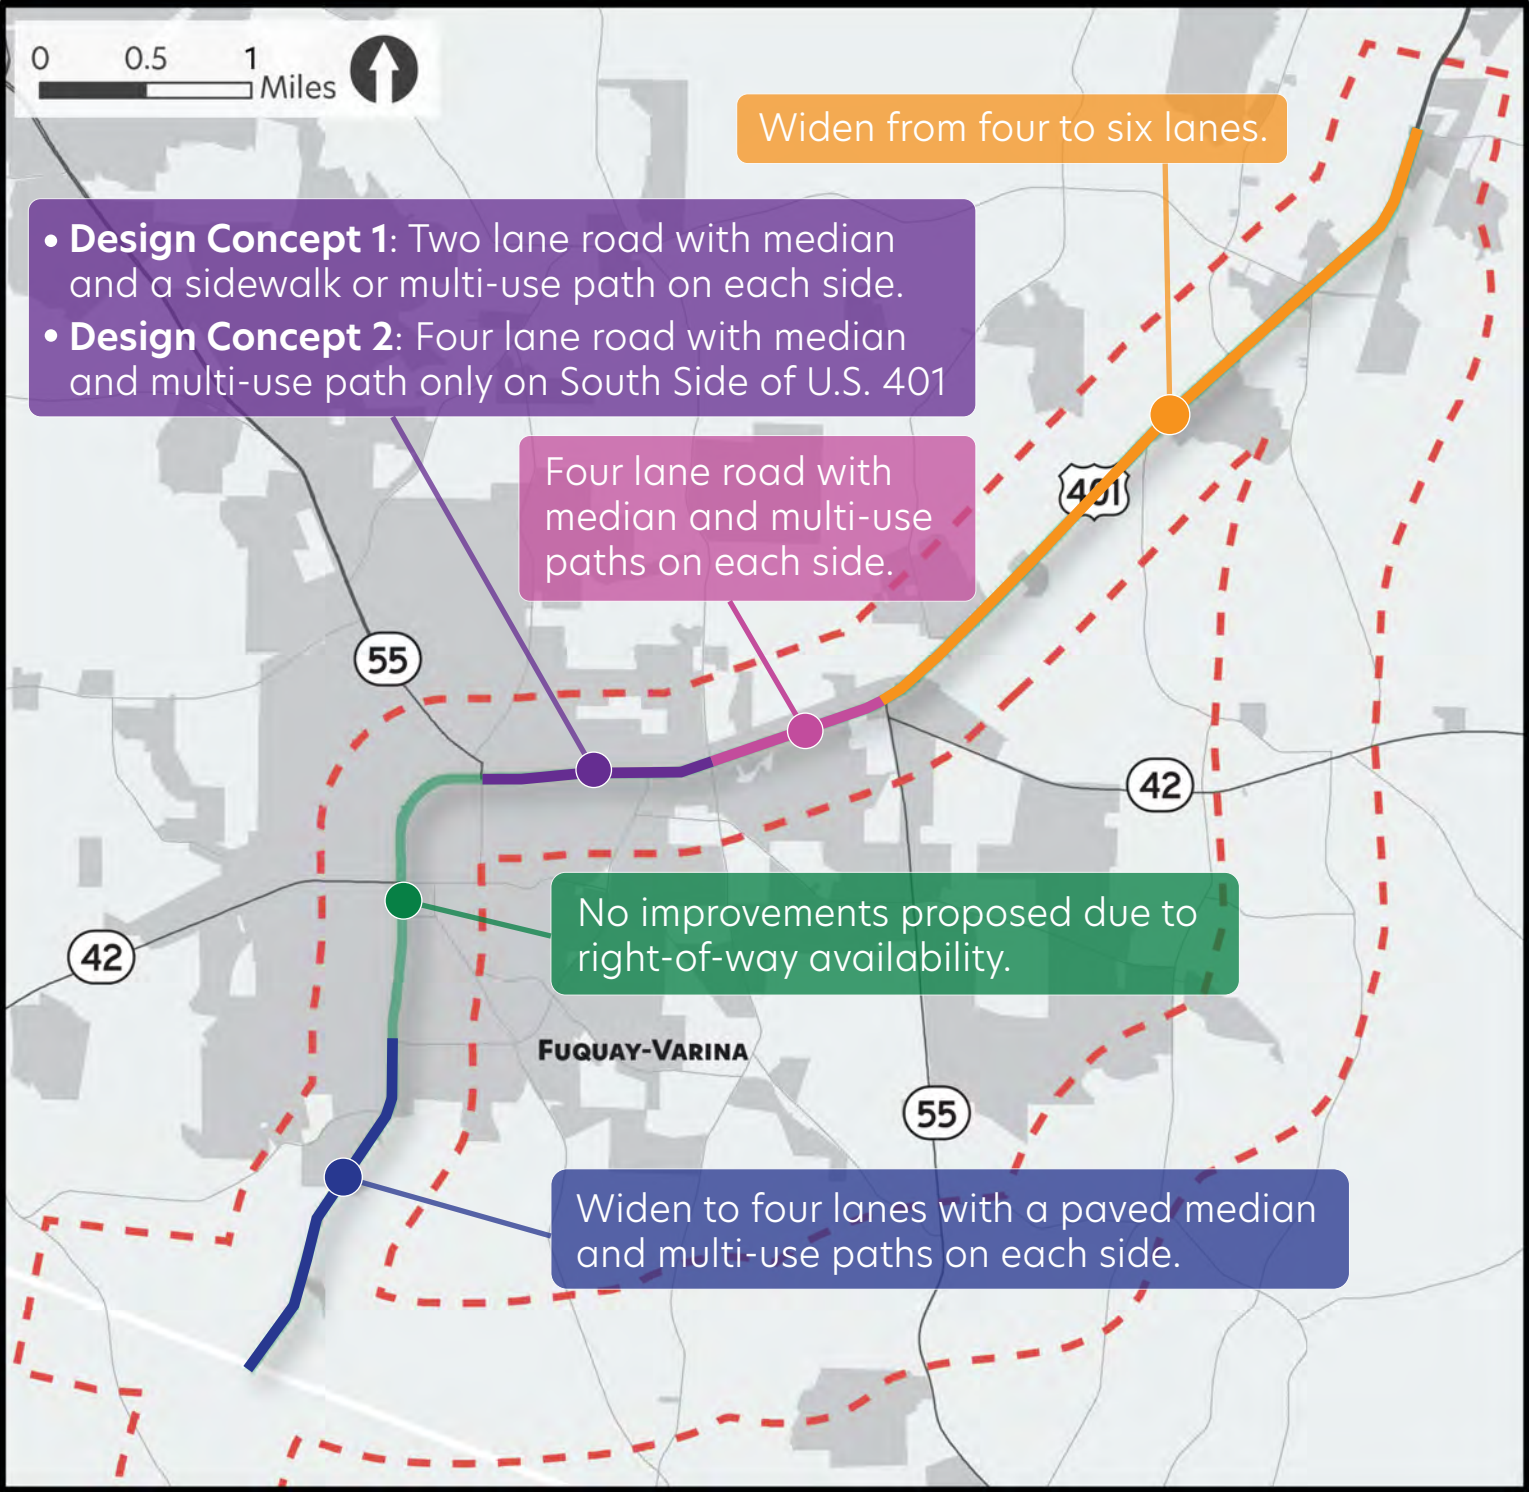 0 0.5 1
Miles
Widen from four to six lanes.
• Design Concept 1: Two lane road with median
and a sidewalk or multi-use path on each side.
• Design Concept 2: Four lane road with median
and multi-use path only on South Side of U.S. 401
Four lane road with
median and multi-use
paths on each side.
401
55
42
No improvements proposed due to
right-of-way availability.
42
FUQUAY-VARINA
55
Widen to four lanes with a paved median
and multi-use paths on each side.